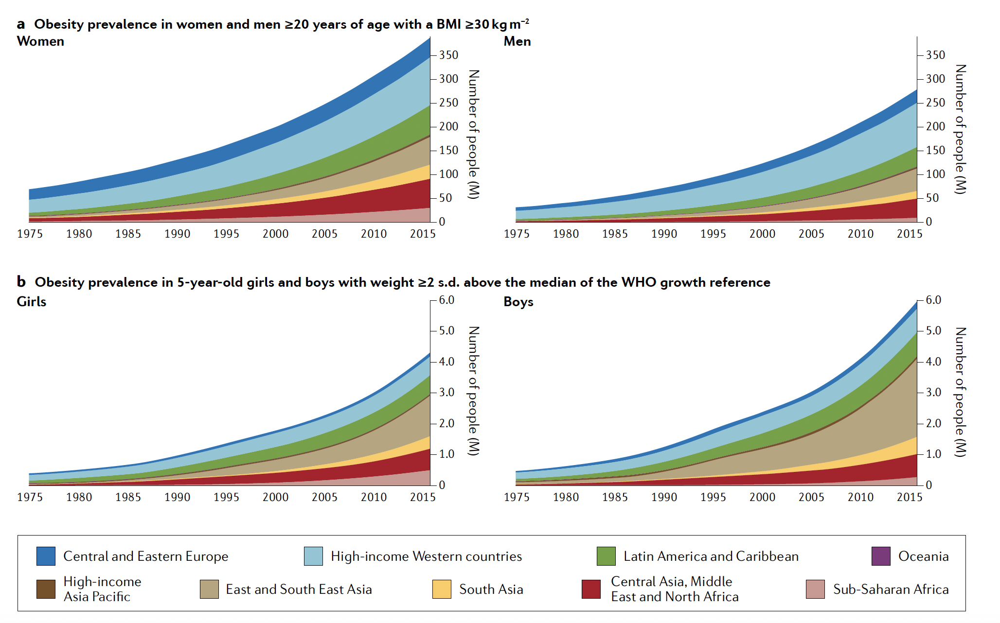 a Obesity prevalence in women and men ≥20 years of age with a BMI ≥30 kg m⁻²
Women
350
300
250
200
150
100
50
0
Number of people (M)
1975 1980 1985 1990 1995 2000 2005 2010 2015
Men
350
300
250
200
150
100
50
0
Number of people (M)
1975 1980 1985 1990 1995 2000 2005 2010 2015
b Obesity prevalence in 5-year-old girls and boys with weight ≥2 s.d. above the median of the WHO growth reference
Girls
6.0
5.0
4.0
3.0
2.0
1.0
0
Number of people (M)
1975 1980 1985 1990 1995 2000 2005 2010 2015
Boys
6.0
5.0
4.0
3.0
2.0
1.0
0
Number of people (M)
1975 1980 1985 1990 1995 2000 2005 2010 2015
Central and Eastern Europe
High-income Western countries
Latin America and Caribbean
Oceania
High-income
Asia Pacific
East and South East Asia
South Asia
Central Asia, Middle
East and North Africa
Sub-Saharan Africa